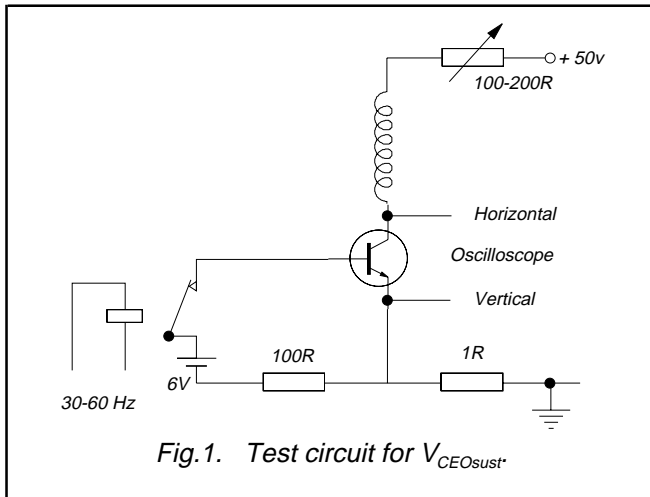 + 50v
100-200R
Horizontal
Oscilloscope
Vertical
100R
1R
6V
30-60 Hz
Fig.1. Test circuit for VCEOsust.